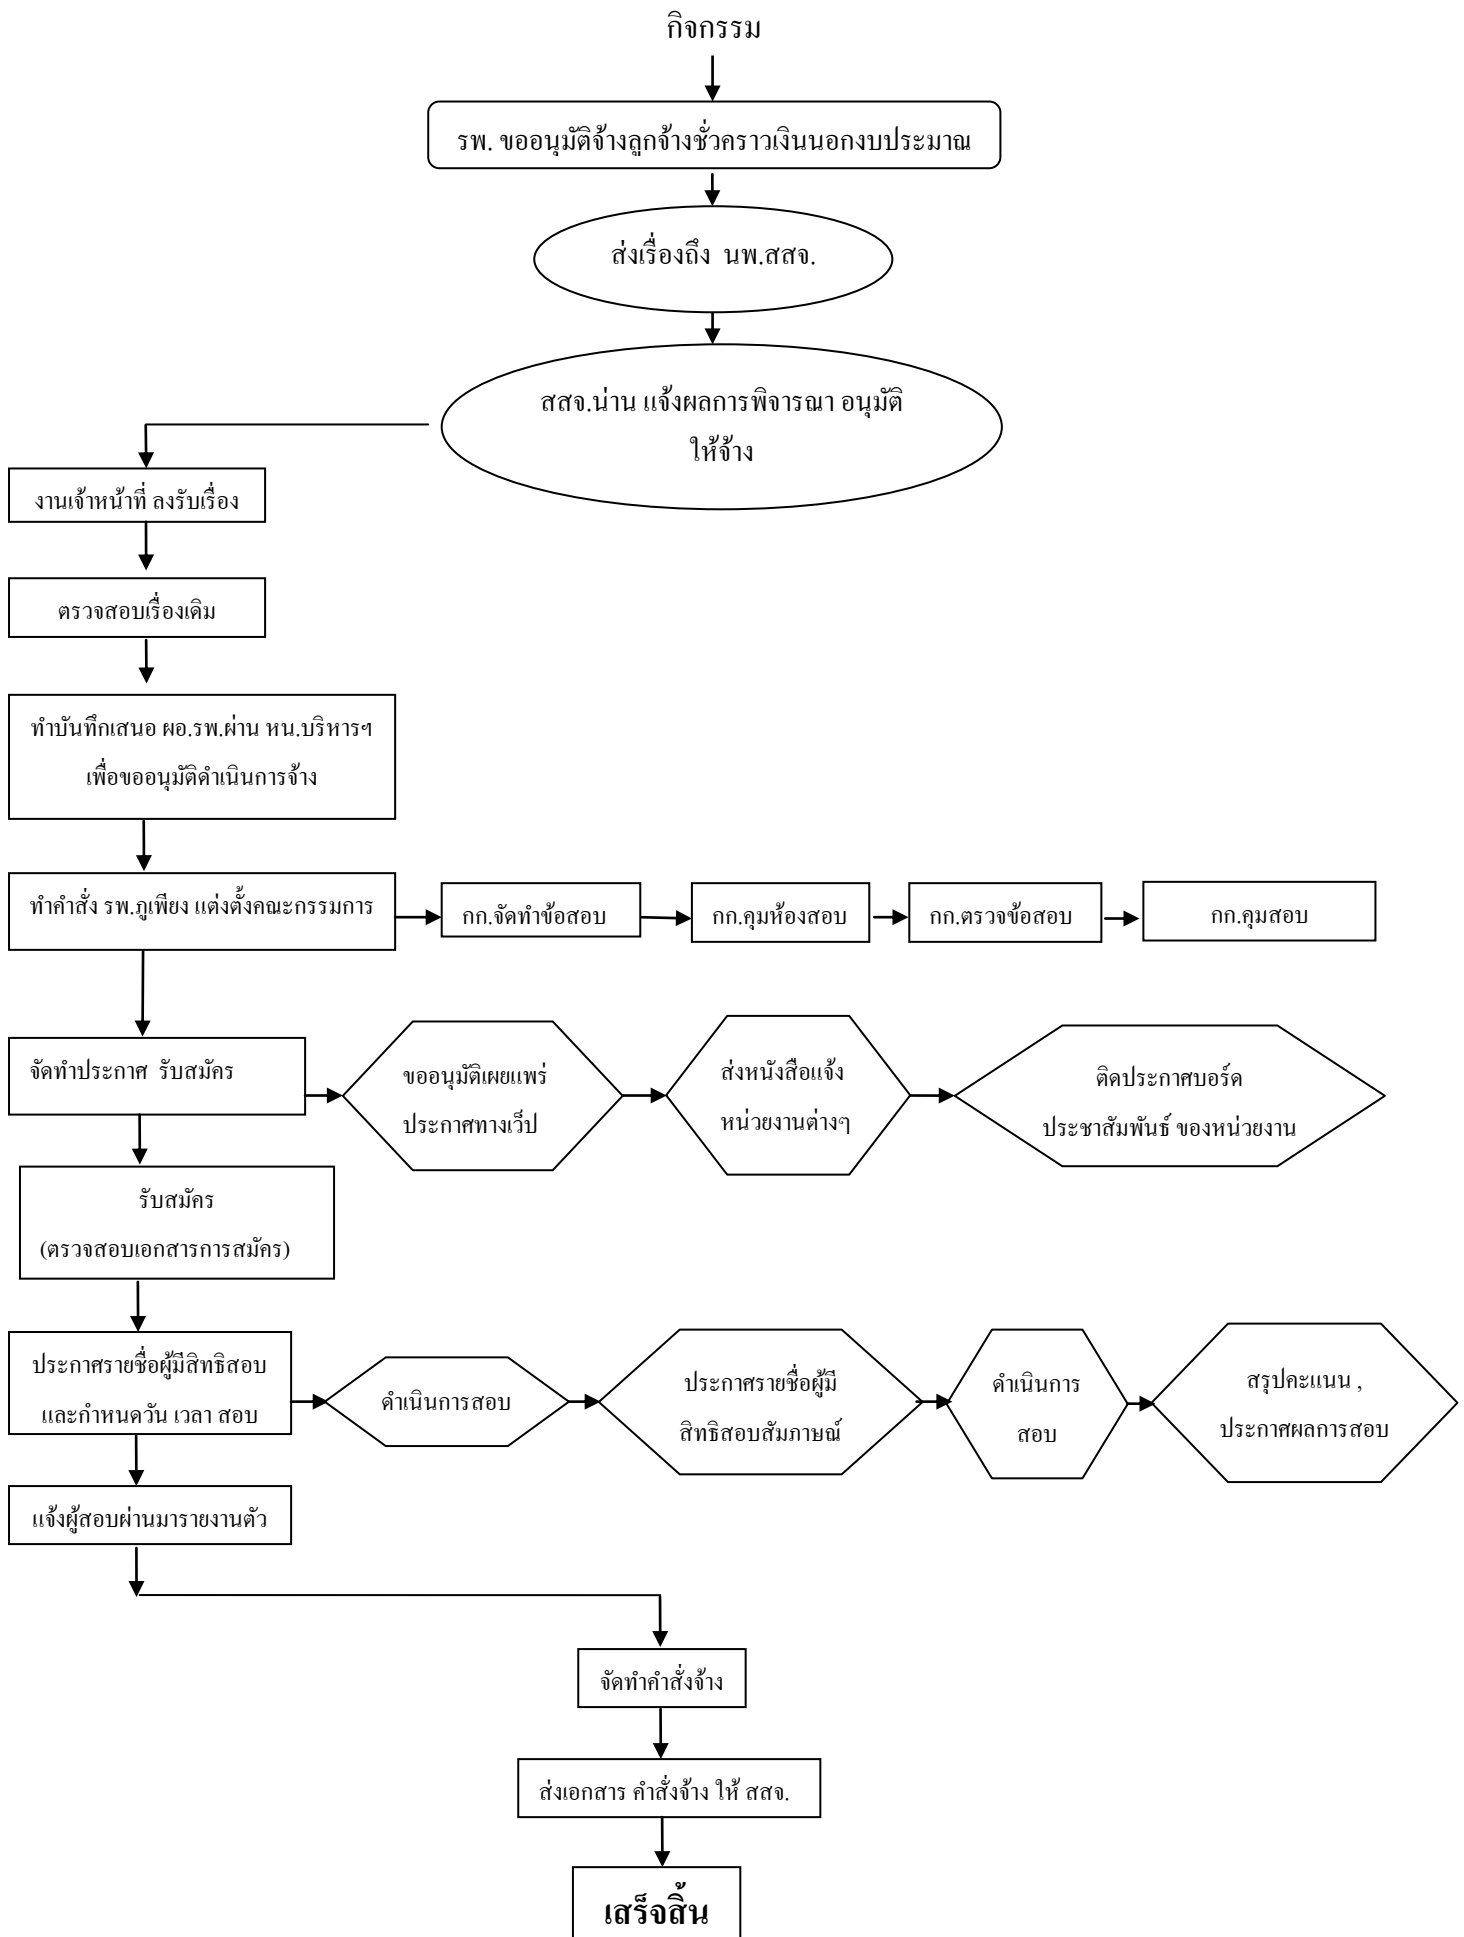 กิจกรรม
รพ. ขออนุมัติจ้างลูกจ้างชั่วคราวเงินนอกงบประมาณ
ส่งเรื่องถึง นพ.สสจ.
สสจ.น่าน แจ้งผลการพิจารณา อนุมัติ
ให้จ้าง
งานเจ้าหน้าที่ ลงรับเรื่อง
ตรวจสอบเรื่องเดิม
ทำบันทึกเสนอ ผอ.รพ.ผ่าน หน.บริหารฯ
เพื่อขออนุมัติดำเนินการจ้าง
ทำคำสั่ง รพ.ภูเพียง แต่งตั้งคณะกรรมการ
กก.จัดทำข้อสอบ
กก.คุมห้องสอบ
กก.ตรวจข้อสอบ
กก.คุมสอบ
จัดทำประกาศ รับสมัคร
ขออนุมัติเผยแพร่
ประกาศทางเว็ป
ส่งหนังสือแจ้ง
หน่วยงานต่างๆ
ติดประกาศบอร์ด
ประชาสัมพันธ์ ของหน่วยงาน
รับสมัคร
(ตรวจสอบเอกสารการสมัคร)
ประกาศรายชื่อผู้มีสิทธิสอบ
และกำหนดวัน เวลา สอบ
ดำเนินการสอบ
ประกาศรายชื่อผู้มี
สิทธิสอบสัมภาษณ์
ดำเนินการ
สอบ
สรุปคะแนน ,
ประกาศผลการสอบ
แจ้งผู้สอบผ่านมารายงานตัว
จัดทำคำสั่งจ้าง
ส่งเอกสาร คำสั่งจ้าง ให้ สสจ.
เสร็จสิ้น